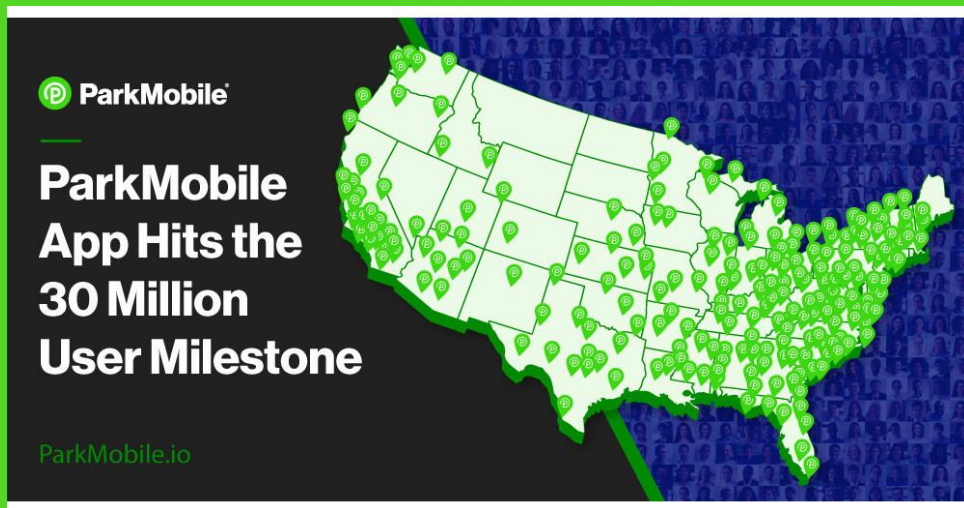 ParkMobile
ParkMobile
App Hits the
30 Million
User Milestone
ParkMobile.io